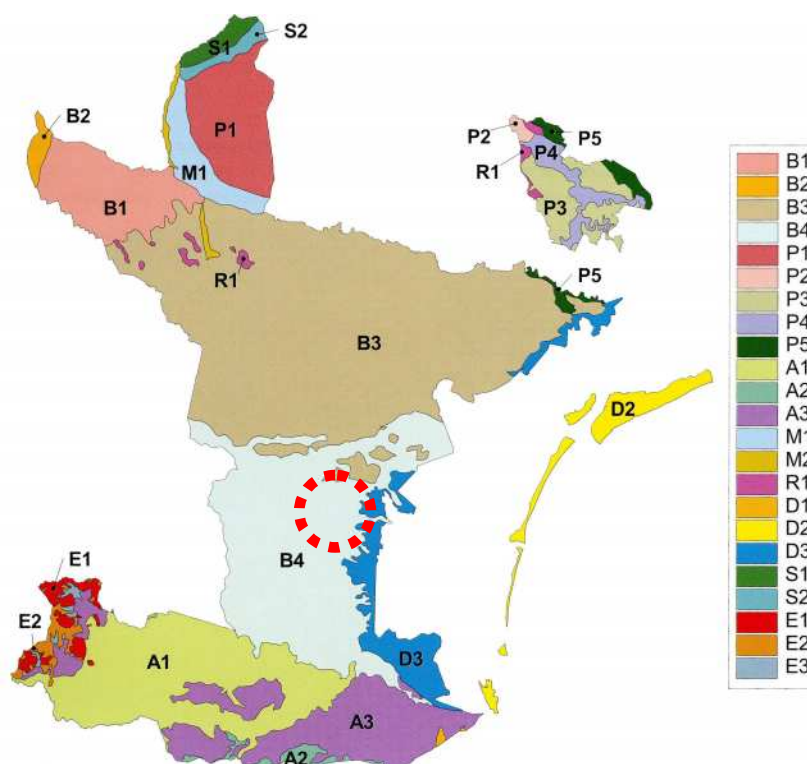 S1
S2
B2
P1
P2
P5
P4
R1
M1
B1
P3
R1
P5
B3
D2
B4
E1
E2
A1
D3
A3
A2
B1
B2
B3
B4
P1
P2
P3
P4
P5
A1
A2
A3
M1
M2
R1
D1
D2
D3
S1
S2
E1
E2
E3